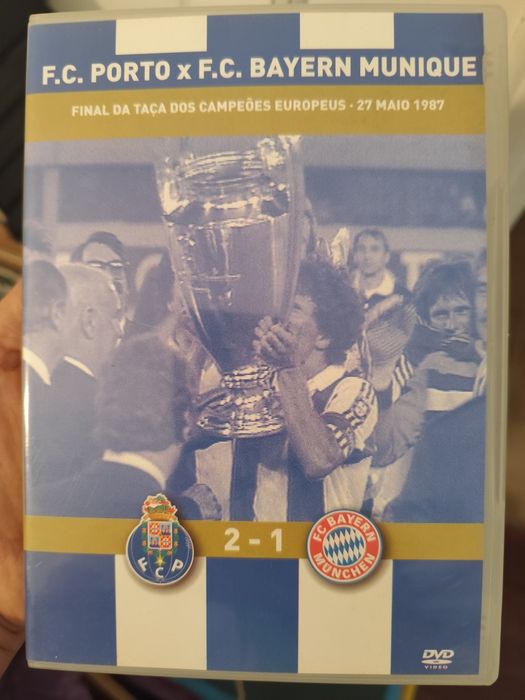 F.C. PORTO x F.C. BAYERN MUNIQUE
FINAL DA TAÇA DOS CAMPEÕES EUROPEUS · 27 MAIO 1987
FCP
2 - 1
FC BAYERN
MÜNCHEN
DVD
VIDEO